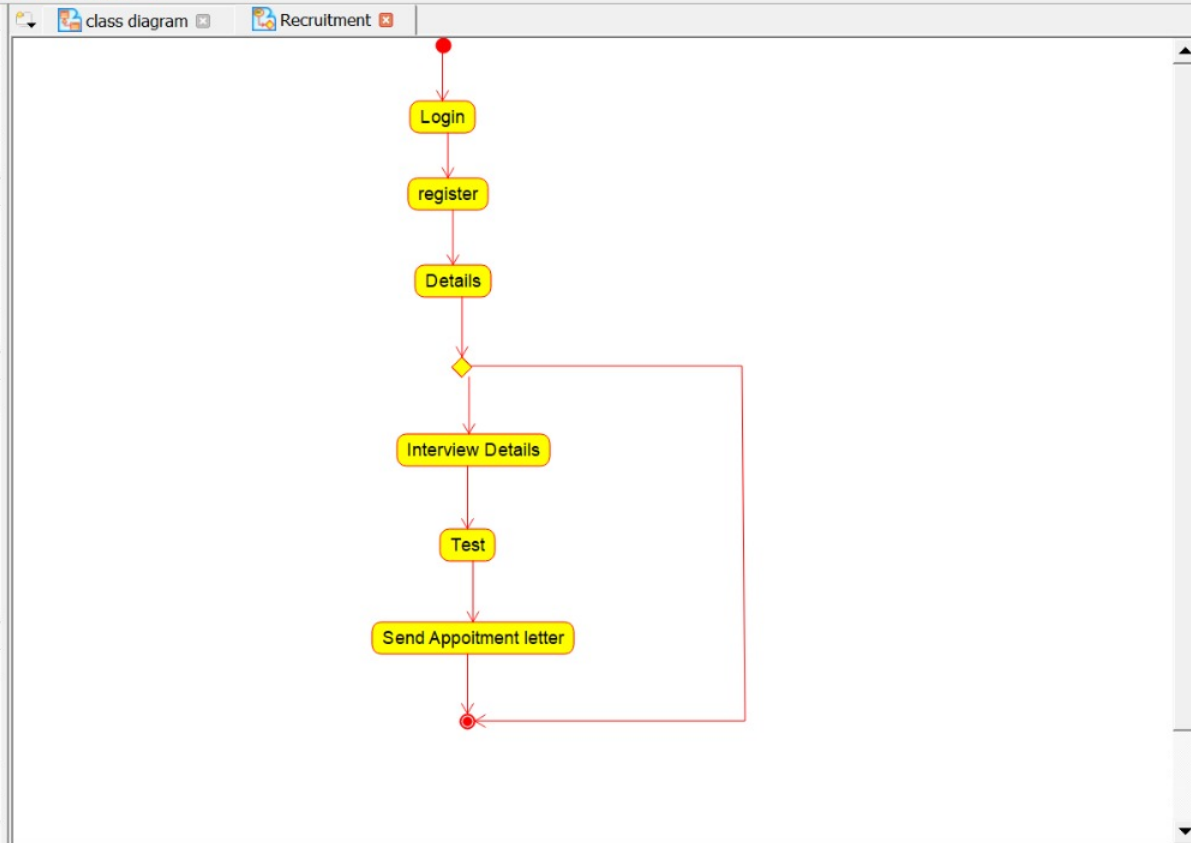 class diagram
Recruitment
Login
register
Details
Interview Details
Test
Send Appoitment letter